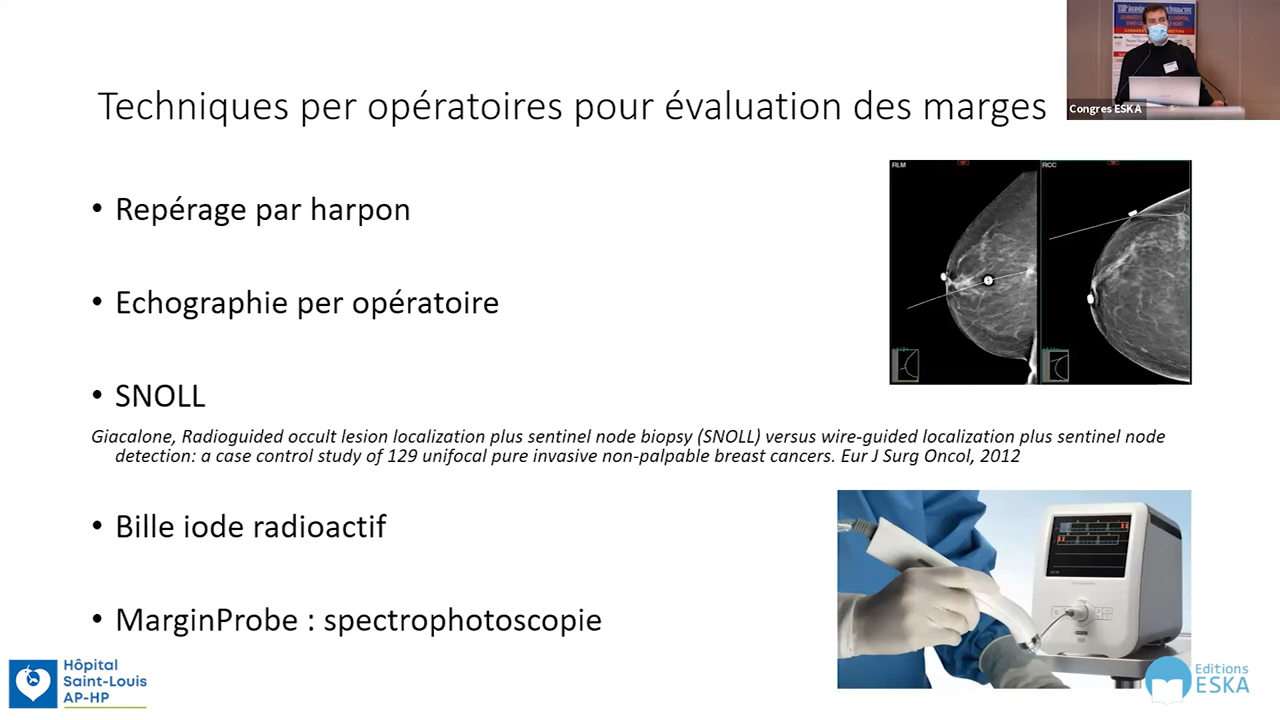 Techniques per opératoires pour évaluation des marges
Congres ESKA
• Repérage par harpon
RLM
RCC
• Echographie per opératoire
• SNOLL
Giacalone, Radioguided occult lesion localization plus sentinel node biopsy (SNOLL) versus wire-guided localization plus sentinel node
detection: a case control study of 129 unifocal pure invasive non-palpable breast cancers. Eur J Surg Oncol, 2012
• Bille iode radioactif
• MarginProbe : spectrophotoscopie
Hôpital
Saint-Louis
AP-HP
Editions
ESKA